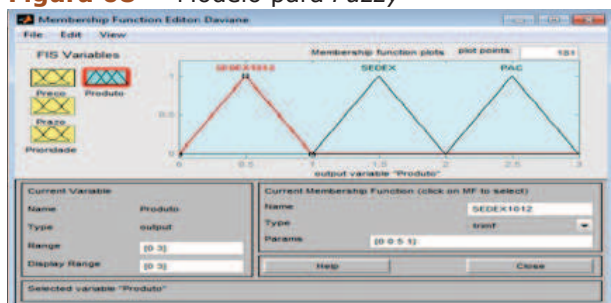 Figura 38 – Modelo para Fuzzy
Membership Function Editon Daviane
File Edit View
FIS Variables
Membership function plots
plot points:
181
Preco
Produto
Prazo
Prioridade
SEDEX1012
SEDEX
PAC
1
0.5
0
0 0.5 1 1.5 2 2.5 3
output variable "Produto"
Current Variable
Name Produto
Type output
Range [0 3]
Display Range [0 3]
Current Membership Function (click on MF to select)
Name SEDEX1012
Type trimf
Params [0 0.5 1]
Help
Close
Selected variable "Produto"